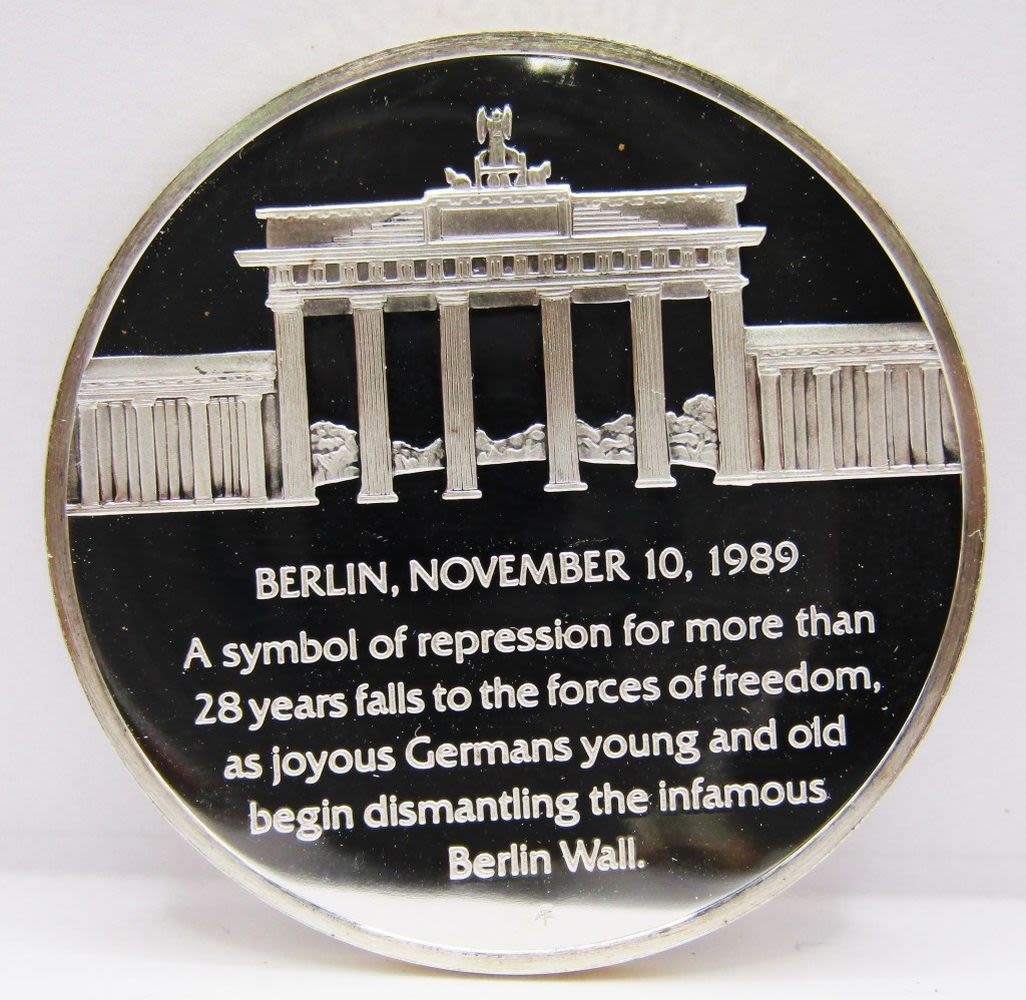 BERLIN, NOVEMBER 10, 1989
A symbol of repression for more than
28 years falls to the forces of freedom,
as joyous Germans young and old
begin dismantling the infamous
Berlin Wall.